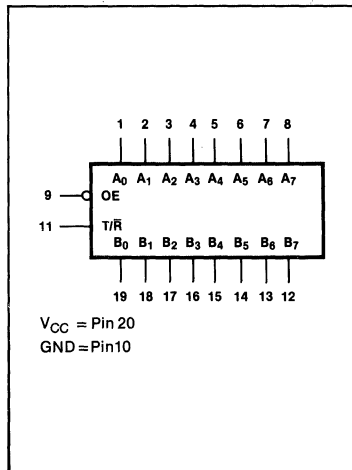 1 2 3 4 5 6 7 8
A0 A1 A2 A3 A4 A5 A6 A7
9 OE
11 T/R̅
B0 B1 B2 B3 B4 B5 B6 B7
19 18 17 16 15 14 13 12
VCC = Pin 20
GND = Pin10